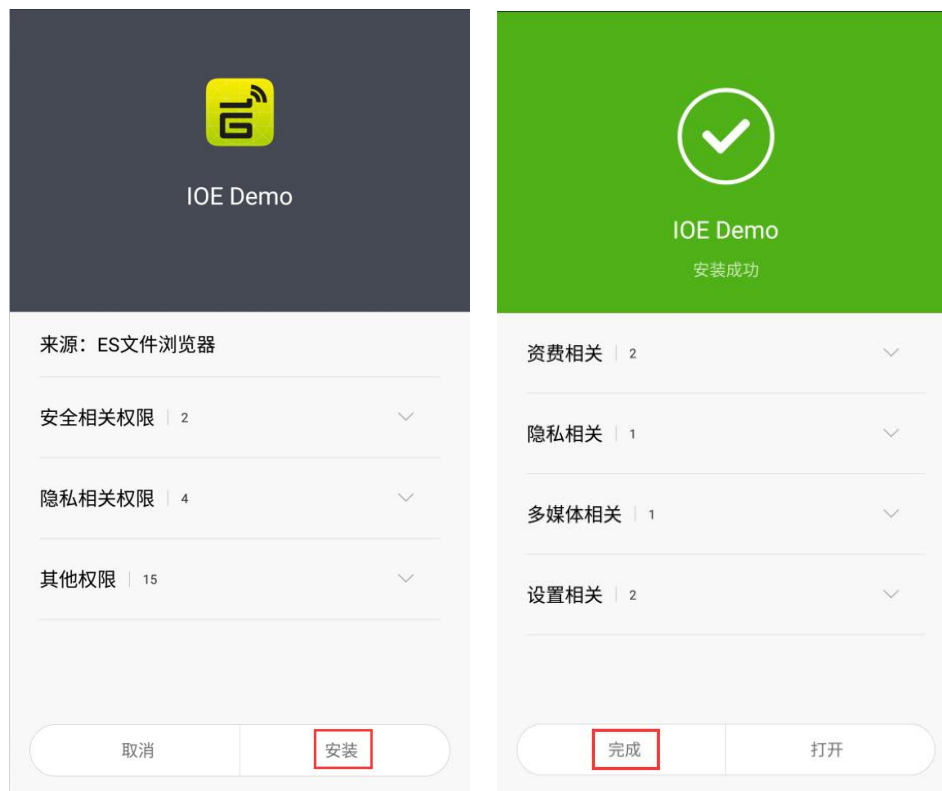 IOE Demo
来源：ES文件浏览器
安全相关权限 2
隐私相关权限 4
其他权限 15
取消 安装
IOE Demo
安装成功
资费相关 2
隐私相关 1
多媒体相关 1
设置相关 2
完成 打开